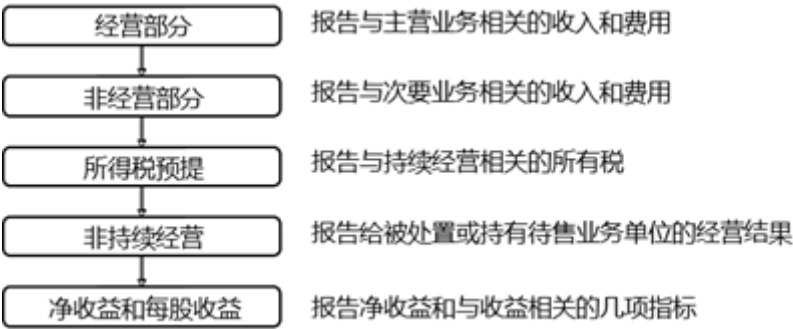 经营部分 报告与主营业务相关的收入和费用
非经营部分 报告与次要业务相关的收入和费用
所得税预提 报告与持续经营相关的所有税
非持续经营 报告给被处置或持有待售业务单位的经营结果
净收益和每股收益 报告净收益和与收益相关的几项指标